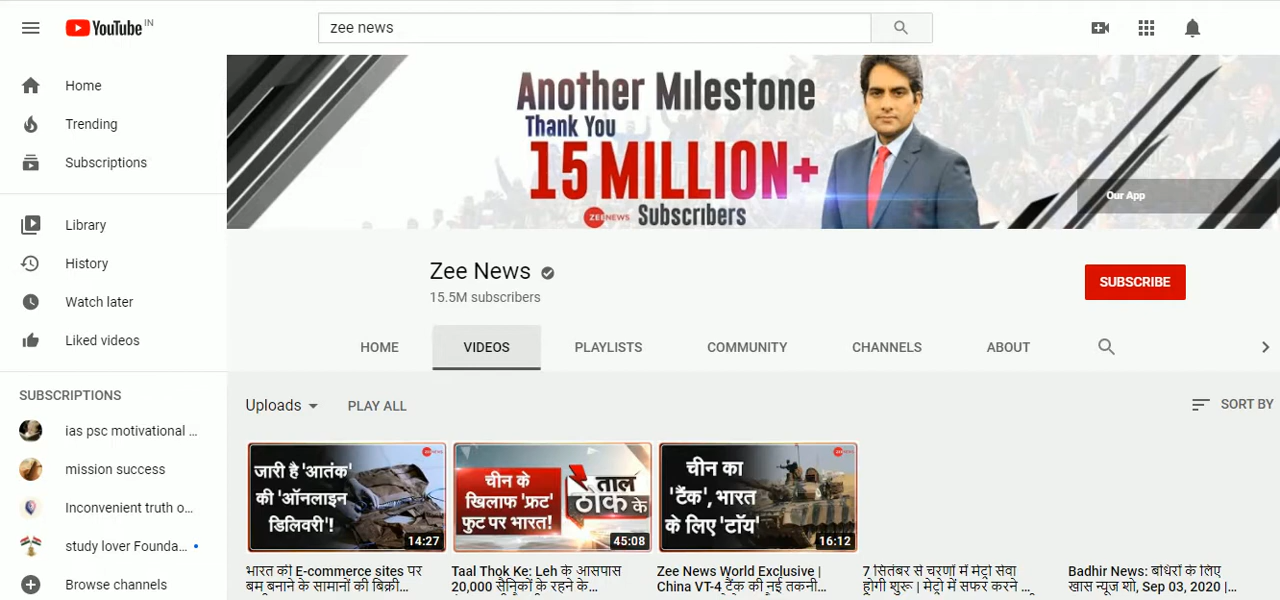 YouTube IN
zee news
Home
Trending
Subscriptions
Library
History
Watch later
Liked videos
SUBSCRIPTIONS
ias psc motivational ...
mission success
Inconvenient truth o...
study lover Founda...
Browse channels
Another Milestone
Thank You
15 MILLION+
ZEE NEWS Subscribers
Our App
Zee News
15.5M subscribers
SUBSCRIBE
HOME VIDEOS PLAYLISTS COMMUNITY CHANNELS ABOUT
Uploads PLAY ALL SORT BY
जारी है 'आतंक'
की 'ऑनलाइन
डिलिवरी'!
14:27
भारत की E-commerce sites पर
बम बनाने के सामानों की बिक्री...
चीन के
खिलाफ 'फ्रंट'
फुट पर भारत!
ताल
ठोक के
45:08
Taal Thok Ke: Leh के आसपास
20,000 सैनिकों के रहने के...
चीन का
'टैंक', भारत
के लिए 'टॉय'
16:12
Zee News World Exclusive |
China VT-4 टैंक की नई तकनी...
7 सितंबर से चरणों में मेट्रो सेवा
होगी शुरू | मेट्रो में सफर करने ...
Badhir News: बधिरों के लिए
खास न्यूज शो, Sep 03, 2020 |...